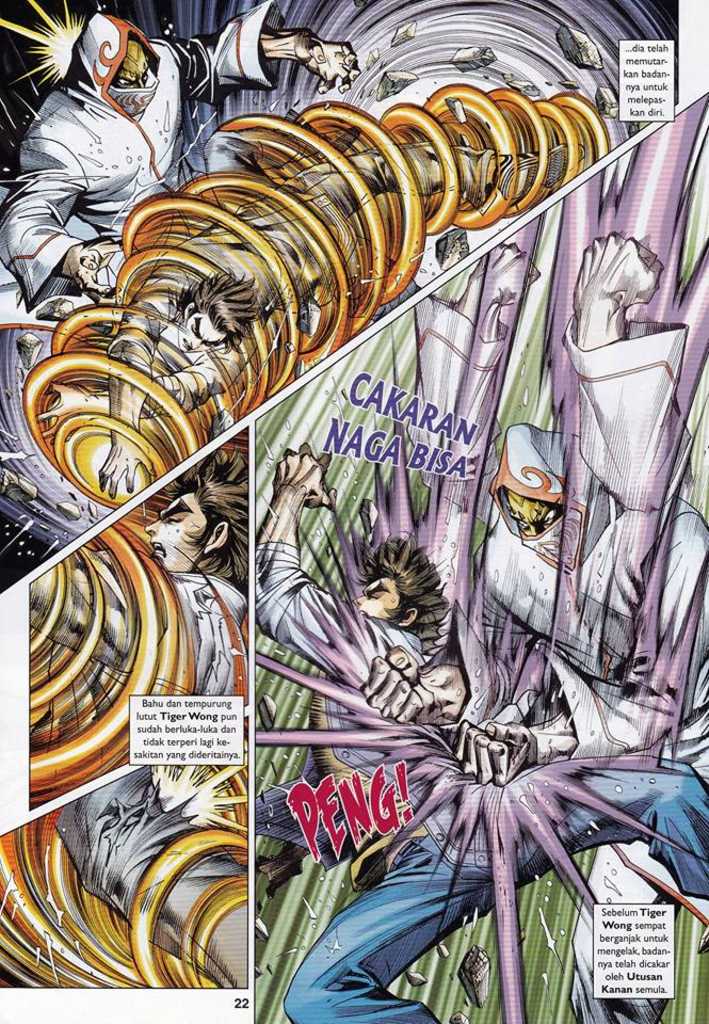 ...dia telah
memutar-
kan badan-
nya untuk
melepas-
kan diri.
CAKARAN
NAGA BISA
Bahu dan tempurung
lutut Tiger Wong pun
sudah berluka-luka dan
tidak terperi lagi ke-
sakitan yang dideritainya.
PENG!
Sebelum Tiger
Wong sempat
berganjak untuk
mengelak, badan-
nya telah dicakar
oleh Utusan
Kanan semula.
22